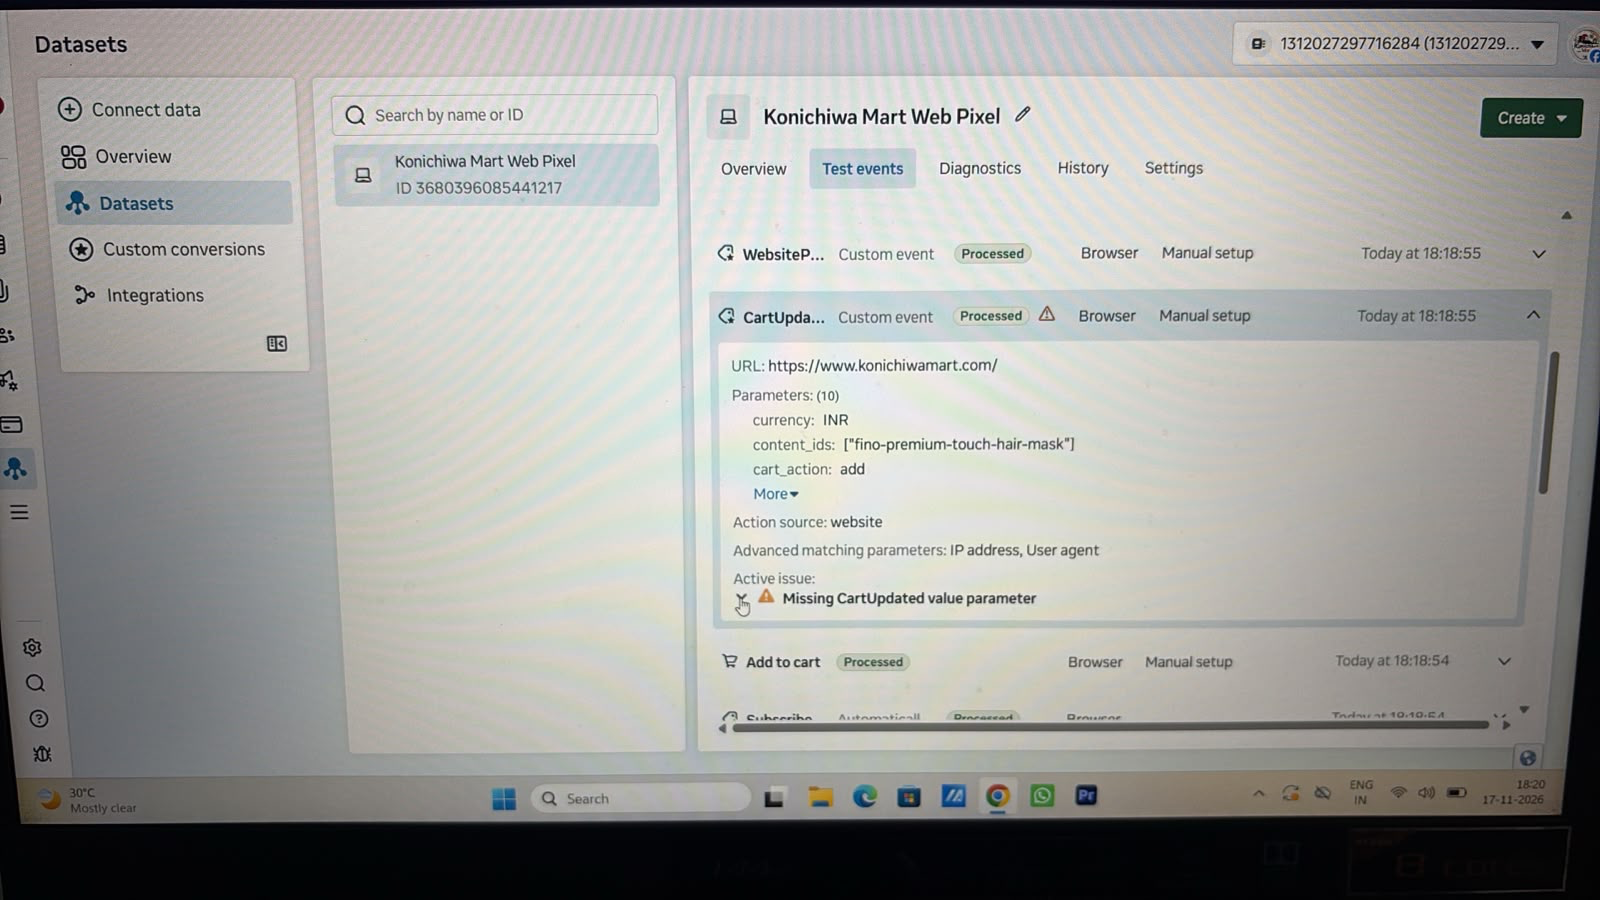 Datasets
1312027297716284 (131202729...
Connect data
Overview
Datasets
Custom conversions
Integrations
Search by name or ID
Konichiwa Mart Web Pixel
ID 3680396085441217
Konichiwa Mart Web Pixel
Create
Overview Test events Diagnostics History Settings
WebsiteP... Custom event Processed Browser Manual setup Today at 18:18:55
CartUpda... Custom event Processed Browser Manual setup Today at 18:18:55
URL: https://www.konichiwamart.com/
Parameters: (10)
currency: INR
content_ids: ["fino-premium-touch-hair-mask"]
cart_action: add
More
Action source: website
Advanced matching parameters: IP address, User agent
Active issue:
Missing CartUpdated value parameter
Add to cart Processed Browser Manual setup Today at 18:18:54
Subscribe Processed Browser
30°C
Mostly clear
Search
Pr
ENG
IN
18:20
17-11-2026